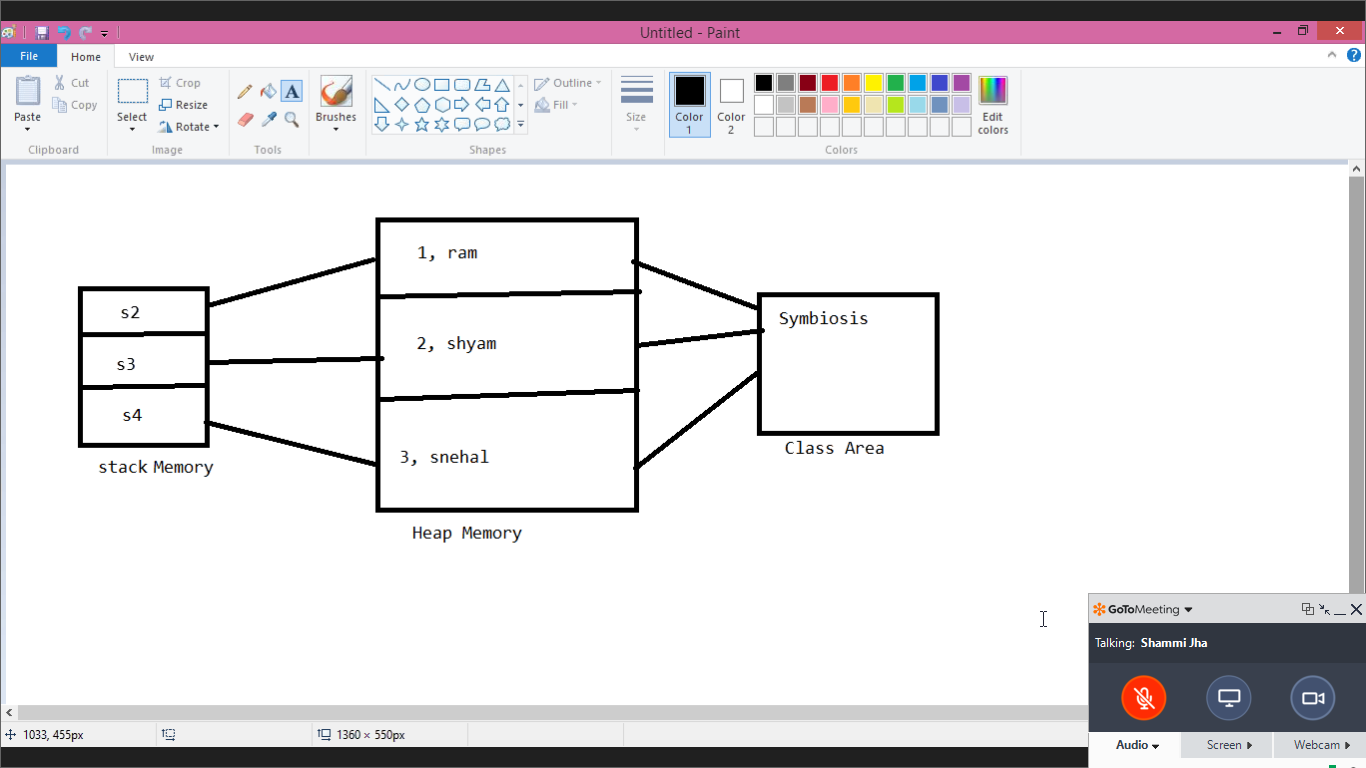 Untitled - Paint
File Home View
Paste
Cut
Copy
Clipboard
Select
Crop
Resize
Rotate
Image
A
Tools
Brushes
Outline
Fill
Shapes
Size
Color 1
Color 2
Edit colors
Colors
1, ram
s2
2, shyam
Symbiosis
s3
s4
3, snehal
Class Area
stack Memory
Heap Memory
GoToMeeting
Talking: Shammi Jha
1033, 455px
1360 × 550px
Audio Screen Webcam